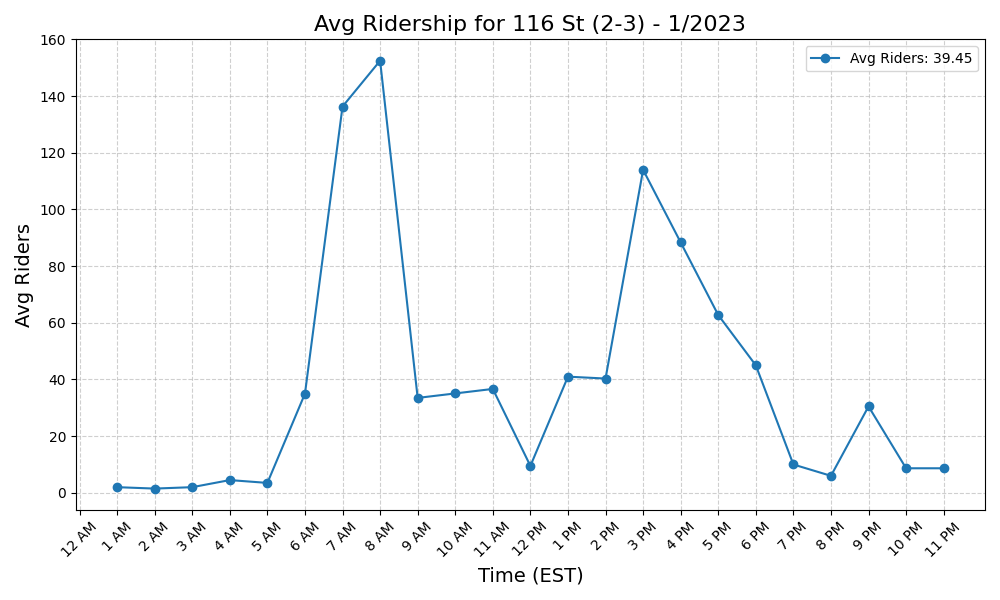 Avg Ridership for 116 St (2-3) - 1/2023
Avg Riders: 39.45
Avg Riders
160
140
120
100
80
60
40
20
0
12 AM
1 AM
2 AM
3 AM
4 AM
5 AM
6 AM
7 AM
8 AM
9 AM
10 AM
11 AM
12 PM
1 PM
2 PM
3 PM
4 PM
5 PM
6 PM
7 PM
8 PM
9 PM
10 PM
11 PM
Time (EST)